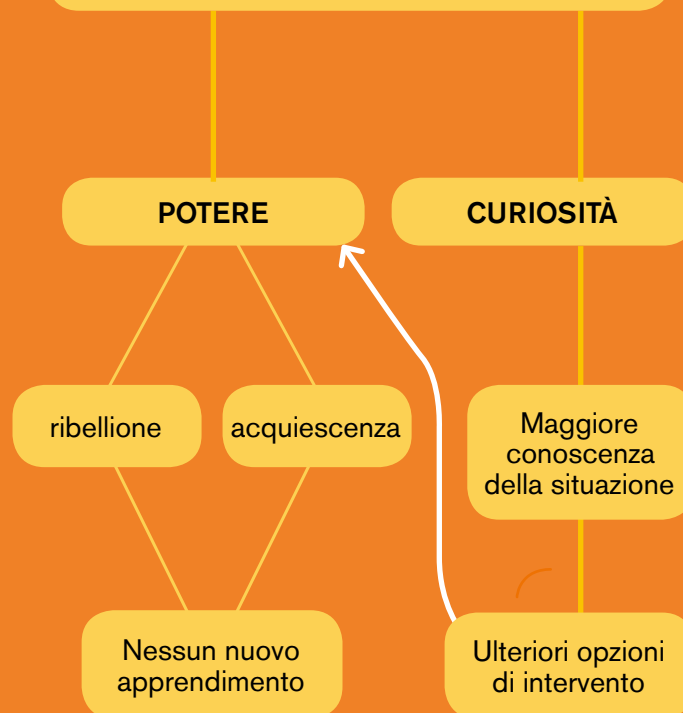 POTERE
CURIOSITÀ
ribellione
acquiescenza
Maggiore
conoscenza
della situazione
Nessun nuovo
apprendimento
Ulteriori opzioni
di intervento